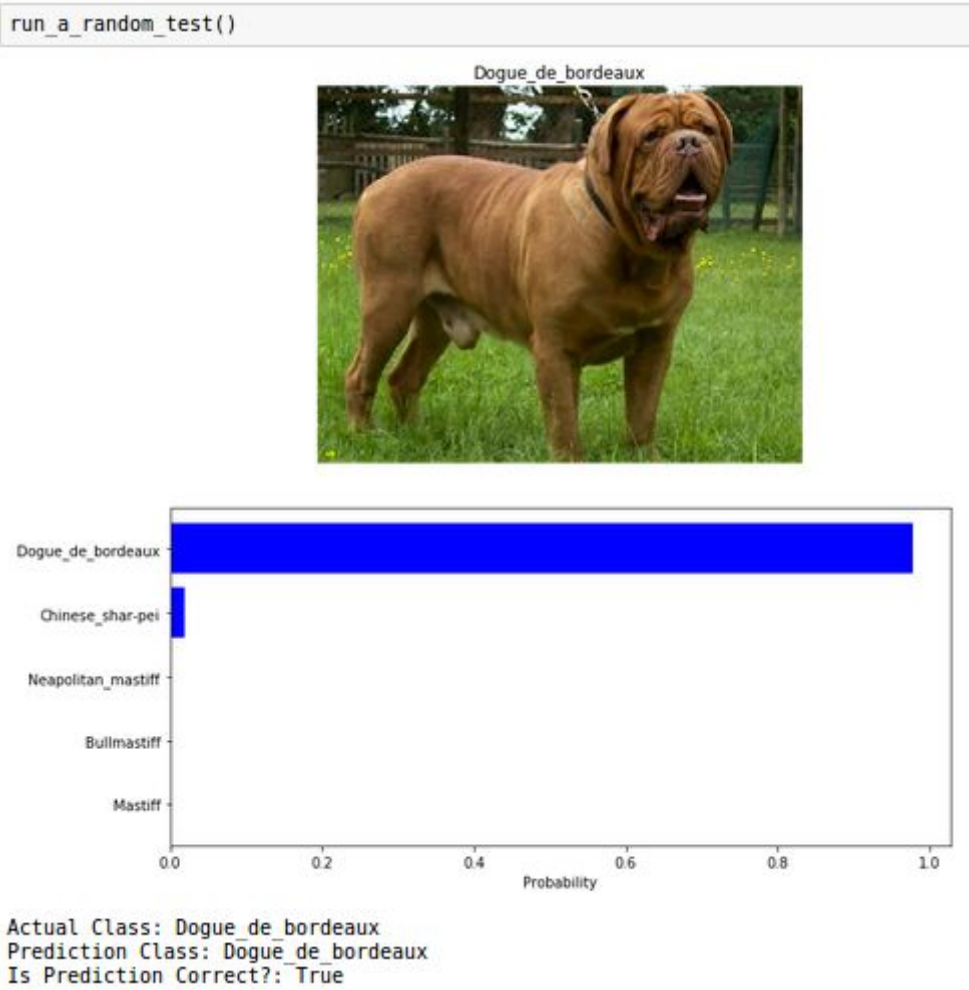 run_a_random_test()
Dogue_de_bordeaux
Dogue_de_bordeaux
Chinese_shar-pei
Neapolitan_mastiff
Bullmastiff
Mastiff
0.0 0.2 0.4 0.6 0.8 1.0
Probability
Actual Class: Dogue_de_bordeaux
Prediction Class: Dogue_de_bordeaux
Is Prediction Correct?: True